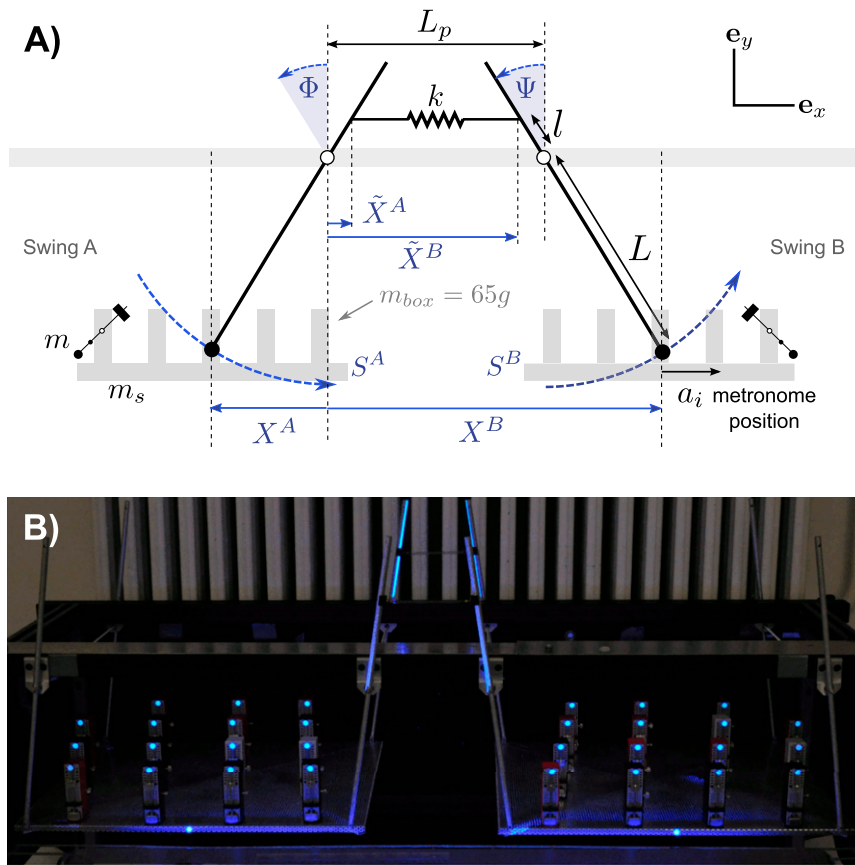 A)
L_p
e_y
Φ
Ψ
k
l
e_x
X̃^A
X̃^B
Swing A
L
Swing B
m_box = 65g
m
S^A
S^B
m_s
a_i metronome
position
X^A
X^B
B)